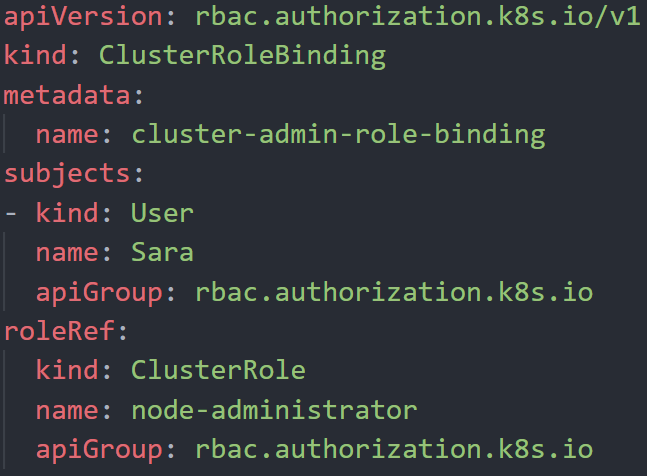 apiVersion: rbac.authorization.k8s.io/v1
kind: ClusterRoleBinding
metadata:
  name: cluster-admin-role-binding
subjects:
- kind: User
  name: Sara
  apiGroup: rbac.authorization.k8s.io
roleRef:
  kind: ClusterRole
  name: node-administrator
  apiGroup: rbac.authorization.k8s.io